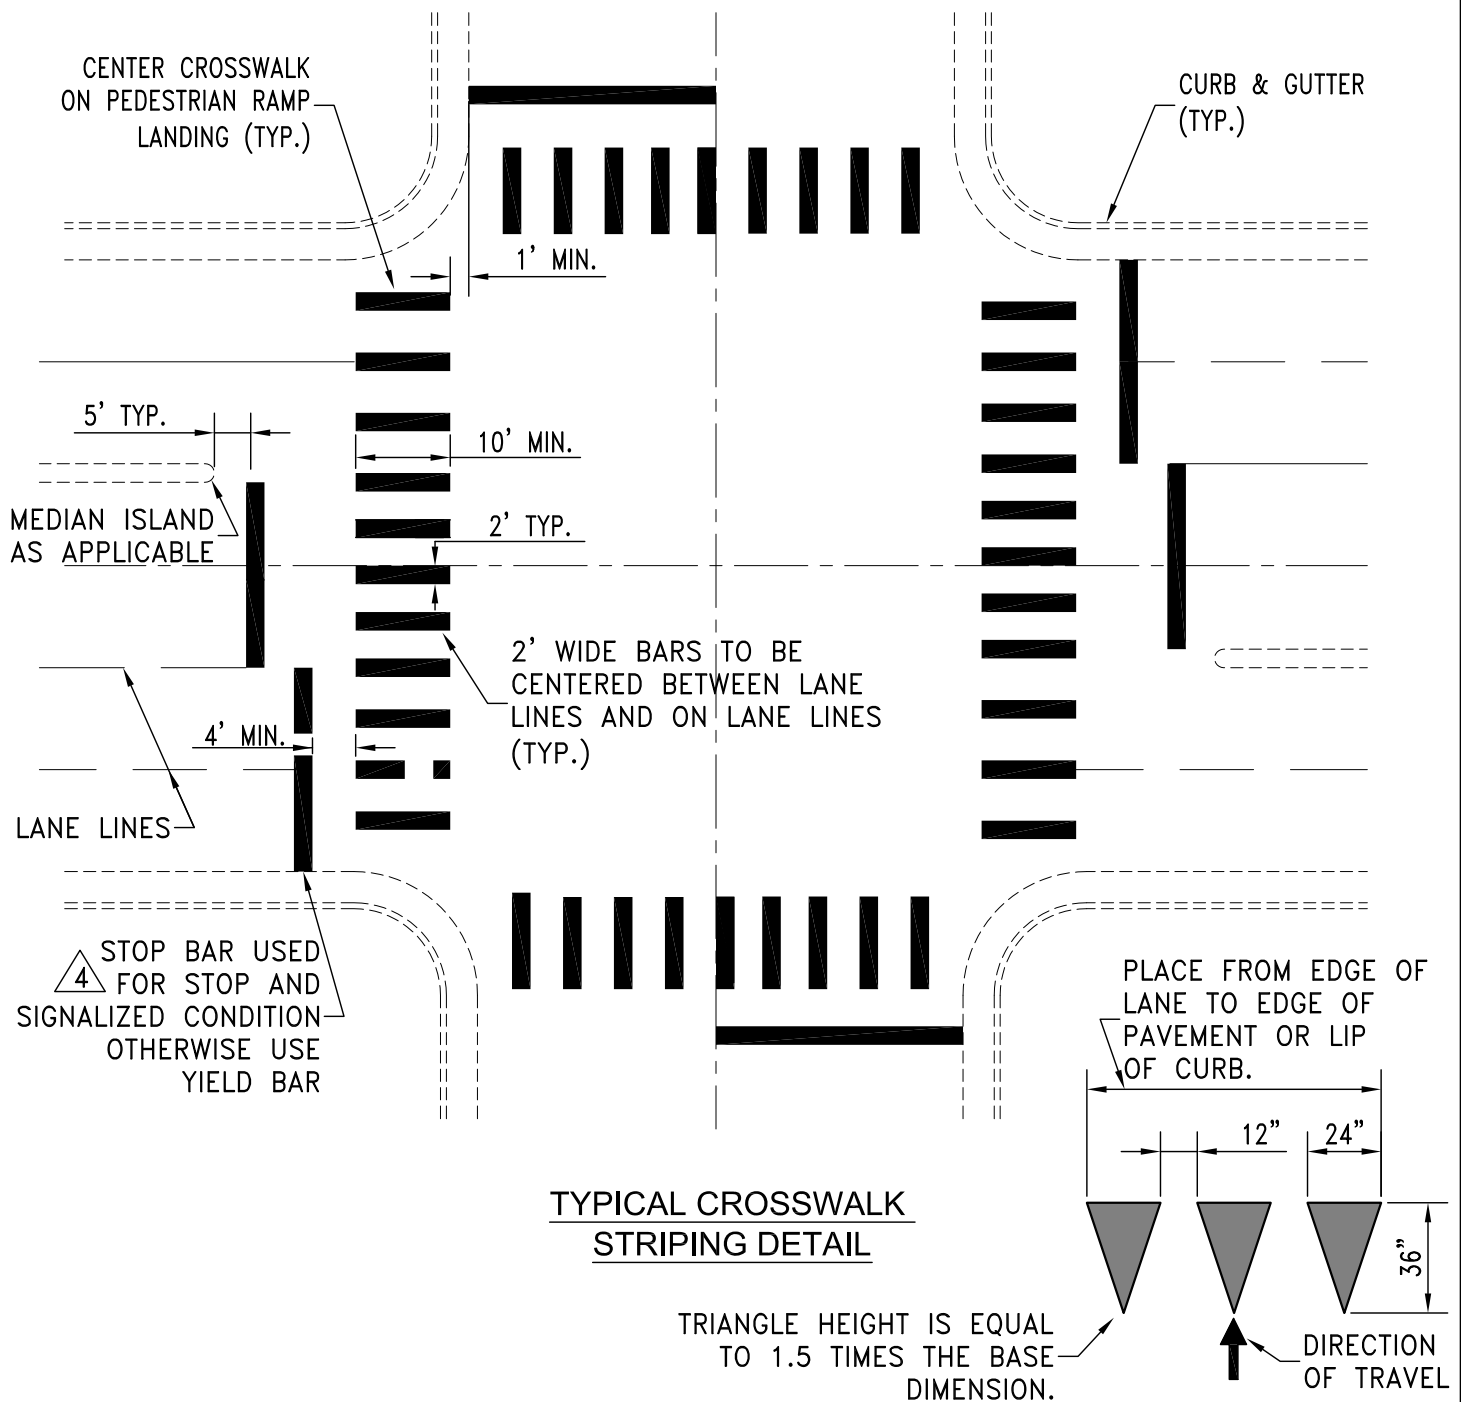 CENTER CROSSWALK
ON PEDESTRIAN RAMP
LANDING (TYP.)
CURB & GUTTER
(TYP.)
1' MIN.
5' TYP.
10' MIN.
MEDIAN ISLAND
AS APPLICABLE
2' TYP.
2' WIDE BARS TO BE
CENTERED BETWEEN LANE
LINES AND ON LANE LINES
(TYP.)
4' MIN.
LANE LINES
4
STOP BAR USED
FOR STOP AND
SIGNALIZED CONDITION
OTHERWISE USE
YIELD BAR
PLACE FROM EDGE OF
LANE TO EDGE OF
PAVEMENT OR LIP
OF CURB.
12"
24"
36"
TYPICAL CROSSWALK
STRIPING DETAIL
TRIANGLE HEIGHT IS EQUAL
TO 1.5 TIMES THE BASE
DIMENSION.
DIRECTION
OF TRAVEL